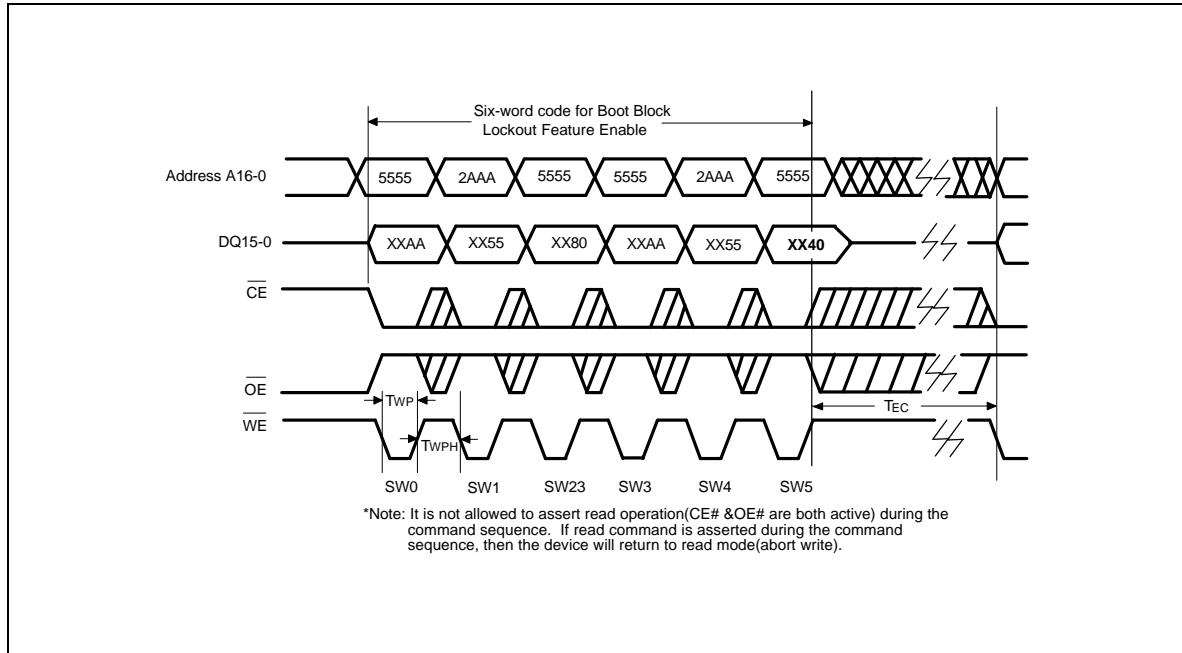 Six-word code for Boot Block
Lockout Feature Enable
Address A16-0
5555 2AAA 5555 5555 2AAA 5555
DQ15-0
XXAA XX55 XX80 XXAA XX55 XX40
CE
OE
TWP
TEC
WE
TWPH
SW0 SW1 SW23 SW3 SW4 SW5
*Note: It is not allowed to assert read operation(CE# &OE# are both active) during the
command sequence. If read command is asserted during the command
sequence, then the device will return to read mode(abort write).